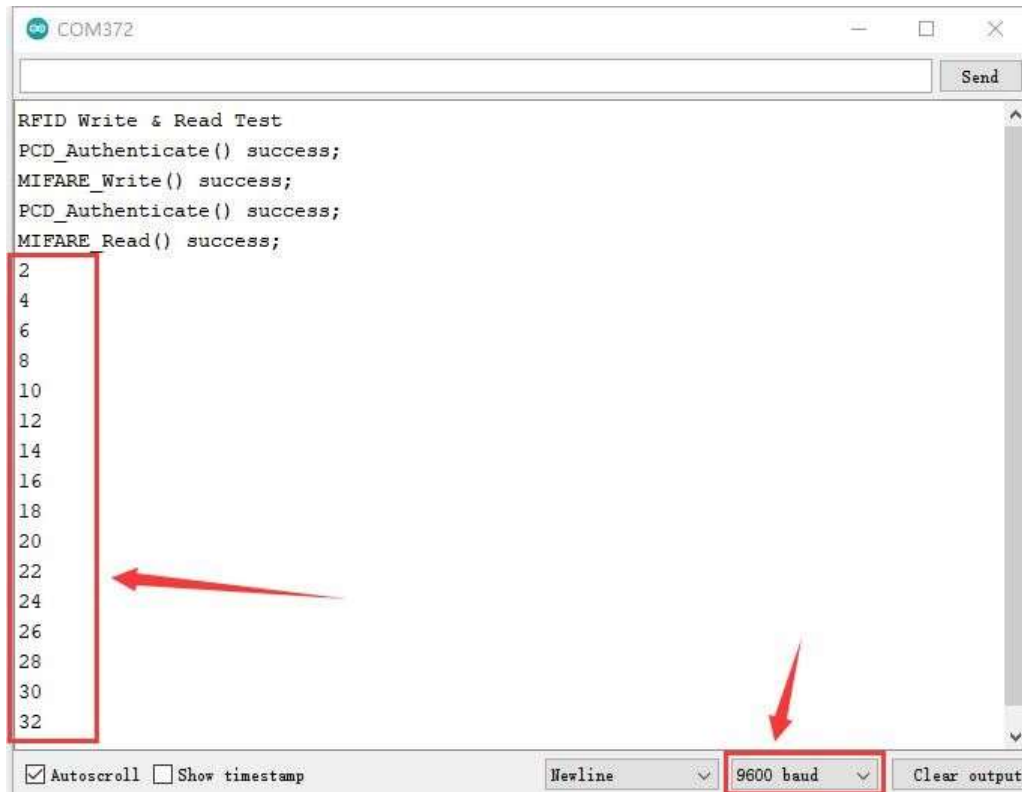 COM372
Send
RFID Write & Read Test
PCD_Authenticate() success;
MIFARE_Write() success;
PCD_Authenticate() success;
MIFARE_Read() success;
2
4
6
8
10
12
14
16
18
20
22
24
26
28
30
32
Autoscroll Show timestamp Newline 9600 baud Clear output